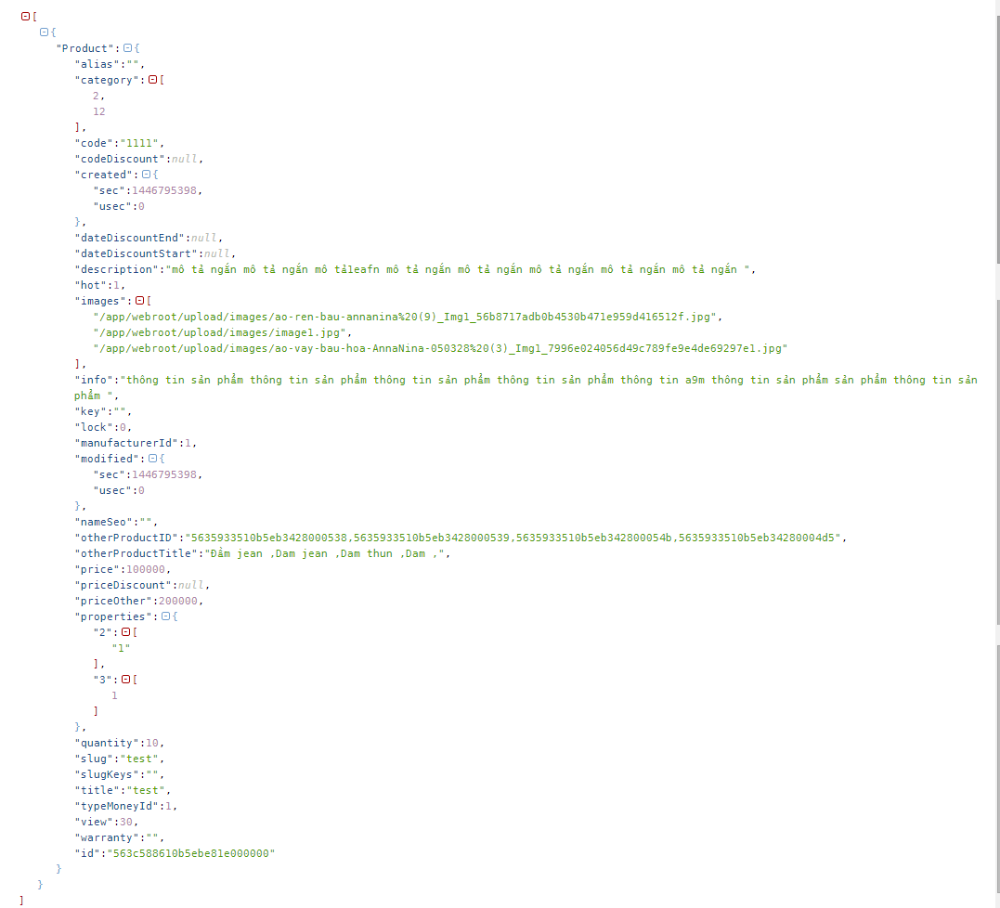 [
{
"Product":{
"alias":"",
"category":[
2,
12
],
"code":"1111",
"codeDiscount":null,
"created":{
"sec":1446795398,
"usec":0
},
"dateDiscountEnd":null,
"dateDiscountStart":null,
"description":"mô tả ngắn mô tả ngắn mô tảleafn mô tả ngắn mô tả ngắn mô tả ngắn mô tả ngắn mô tả ngắn ",
"hot":1,
"images":[
"/app/webroot/upload/images/ao-ren-bau-annanina%20(9)_Img1_56b8717adb0b4530b471e959d416512f.jpg",
"/app/webroot/upload/images/image1.jpg",
"/app/webroot/upload/images/ao-vay-bau-hoa-AnnaNina-050328%20(3)_Img1_7996e024056d49c789fe9e4de69297e1.jpg"
],
"info":"thông tin sản phẩm thông tin sản phẩm thông tin sản phẩm thông tin sản phẩm thông tin a9m thông tin sản phẩm sản phẩm thông tin sản
phẩm ",
"key":"",
"lock":0,
"manufacturerId":1,
"modified":{
"sec":1446795398,
"usec":0
},
"nameSeo":"",
"otherProductID":"5635933510b5eb3428000538,5635933510b5eb3428000539,5635933510b5eb342800054b,5635933510b5eb34280004d5",
"otherProductTitle":"Đầm jean ,Dam jean ,Dam thun ,Dam ,",
"price":100000,
"priceDiscount":null,
"priceOther":200000,
"properties":{
"2":[
"1"
],
"3":[
1
]
},
"quantity":10,
"slug":"test",
"slugKeys":"",
"title":"test",
"typeMoneyId":1,
"view":30,
"warranty":"",
"id":"563c588610b5ebe81e000000"
}
}
]